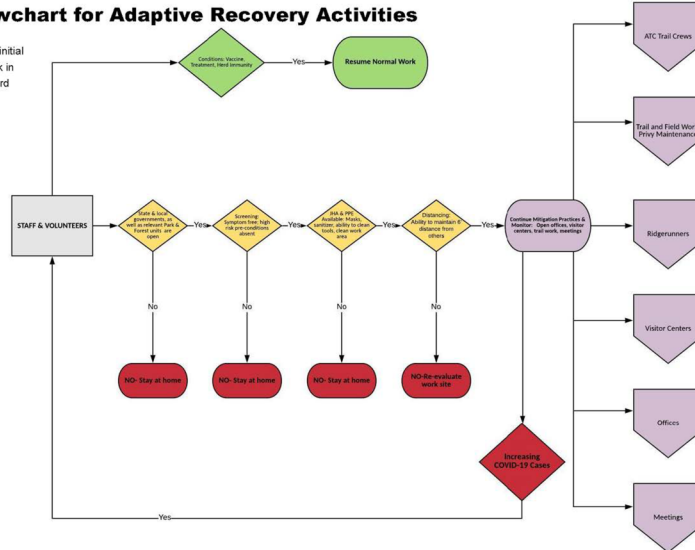 wchart for Adaptive Recovery Activities
initial
k in
rd
Conditions: Vaccine,
Treatment, Herd Immunity
Yes
Resume Normal Work
ATC Trail Crews
Trail and Field Wor
Privy Maintenance
STAFF & VOLUNTEERS
State & local
governments, as
well as relevant Park &
Forest units are
open
Yes
Screening:
Symptom free, high
risk pre-conditions
absent
Yes
JHA & PPE
Available: Masks,
sanitizer, ability to clean
tools, clean work
area
Yes
Distancing:
Ability to maintain 6
distance from
others
Yes
Continue Mitigation Practices &
Monitor: Open offices, visitor
centers, trail work, meetings
Ridgerunners
No
No
No
No
Visitor Centers
NO- Stay at home
NO- Stay at home
NO- Stay at home
NO-Re-evaluate
work site
Offices
Increasing
COVID-19 Cases
Yes
Meetings